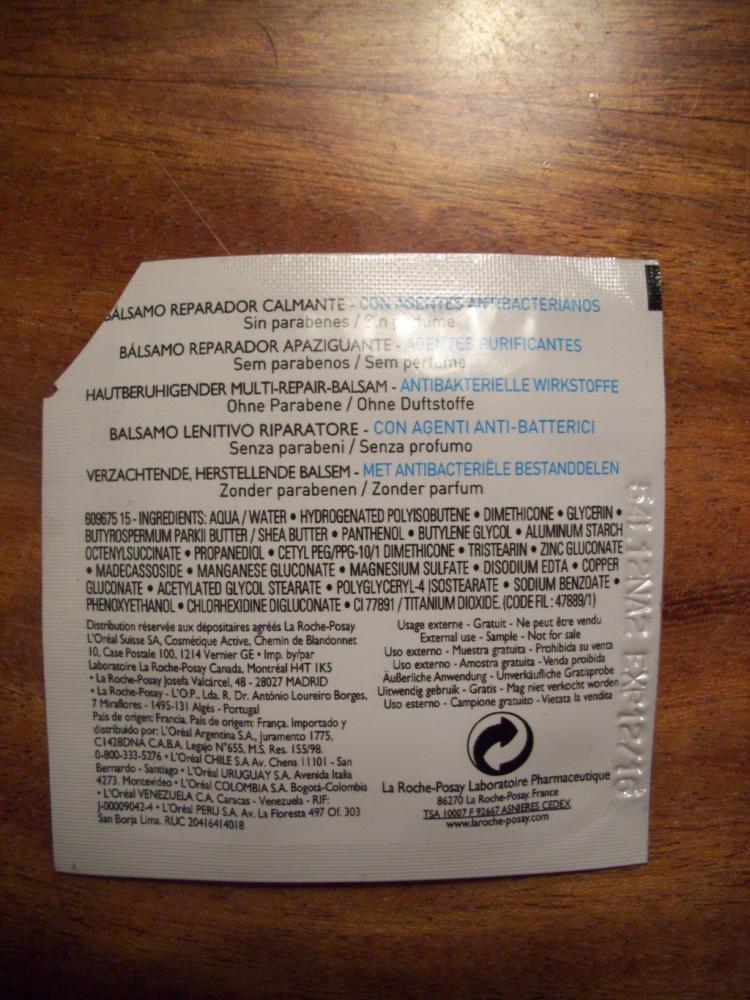 BÁLSAMO REPARADOR CALMANTE - CON AGENTES ANTIBACTERIANOS
Sin parabenes / Sin perfume
BÁLSAMO REPARADOR APAZIGUANTE - AGENTES PURIFICANTES
Sem parabenos / Sem perfume
HAUTBERUHIGENDER MULTI-REPAIR-BALSAM - ANTIBAKTERIELLE WIRKSTOFFE
Ohne Parabene / Ohne Duftstoffe
BALSAMO LENITIVO RIPARATORE - CON AGENTI ANTI-BATTERICI
Senza parabeni / Senza profumo
VERZACHTENDE, HERSTELLENDE BALSEM - MET ANTIBACTERIËLE BESTANDDELEN
Zonder parabenen / Zonder parfum
609675 15 - INGREDIENTS: AQUA / WATER • HYDROGENATED POLYISOBUTENE • DIMETHICONE • GLYCERIN •
BUTYROSPERMUM PARKII BUTTER / SHEA BUTTER • PANTHENOL • BUTYLENE GLYCOL • ALUMINUM STARCH
OCTENYLSUCCINATE • PROPANEDIOL • CETYL PEG/PPG-10/1 DIMETHICONE • TRISTEARIN • ZINC GLUCONATE
• MADECASSOSIDE • MANGANESE GLUCONATE • MAGNESIUM SULFATE • DISODIUM EDTA • COPPER
GLUCONATE • ACETYLATED GLYCOL STEARATE • POLYGLYCERYL-4 ISOSTEARATE • SODIUM BENZOATE •
PHENOXYETHANOL • CHLORHEXIDINE DIGLUCONATE • CI 77891 / TITANIUM DIOXIDE. (CODE FIL : 47889/1)
Distribution réservée aux dépositaires agréés La Roche-Posay
L'Oréal Suisse SA, Cosmétique Active, Chemin de Blandonnet
10, Case Postale 100, 1214 Vernier GE • Imp. by/par
Laboratoire La Roche-Posay Canada, Montréal H4T 1K5
• La Roche-Posay Josefa Valcárcel, 48 - 28027 MADRID
• La Roche-Posay - L'O.P., Lda. R. Dr. António Loureiro Borges,
7 Miraflores - 1495-131 Algés - Portugal
País de origen: Francia. País de origem: França. Importado y
distribuido por: L'Oréal Argentina S.A., Juramento 1775,
C1428DNA C.A.B.A. Legajo N°655, M.S. Res. 155/98.
0-800-333-5276 • L'Oréal CHILE S.A Av. Chena 11101 - San
Bernardo - Santiago • L'Oréal URUGUAY S.A. Avenida Italia
4273. Montevideo • L'Oréal COLOMBIA S.A. Bogotá-Colombia
• L'Oréal VENEZUELA C.A. Caracas - Venezuela - RIF:
J-00009042-4 • L'Oréal PERU S.A. Av. La Floresta 497 Of. 303
San Borja Lima. RUC 20416414018
Usage externe - Gratuit - Ne peut être vendu
External use - Sample - Not for sale
Uso externo - Muestra gratuita - Prohibida su venta
Uso externo - Amostra gratuita - Venda proibida
Äußerliche Anwendung - Unverkäufliche Gratisprobe
Uitwendig gebruik - Gratis - Mag niet verkocht worden
Uso esterno - Campione gratuito - Vietata la vendita
La Roche-Posay Laboratoire Pharmaceutique
86270 La Roche-Posay. France
TSA 10007 F 92667 ASNIERES CEDEX
www.laroche-posay.com
EXP 12/16